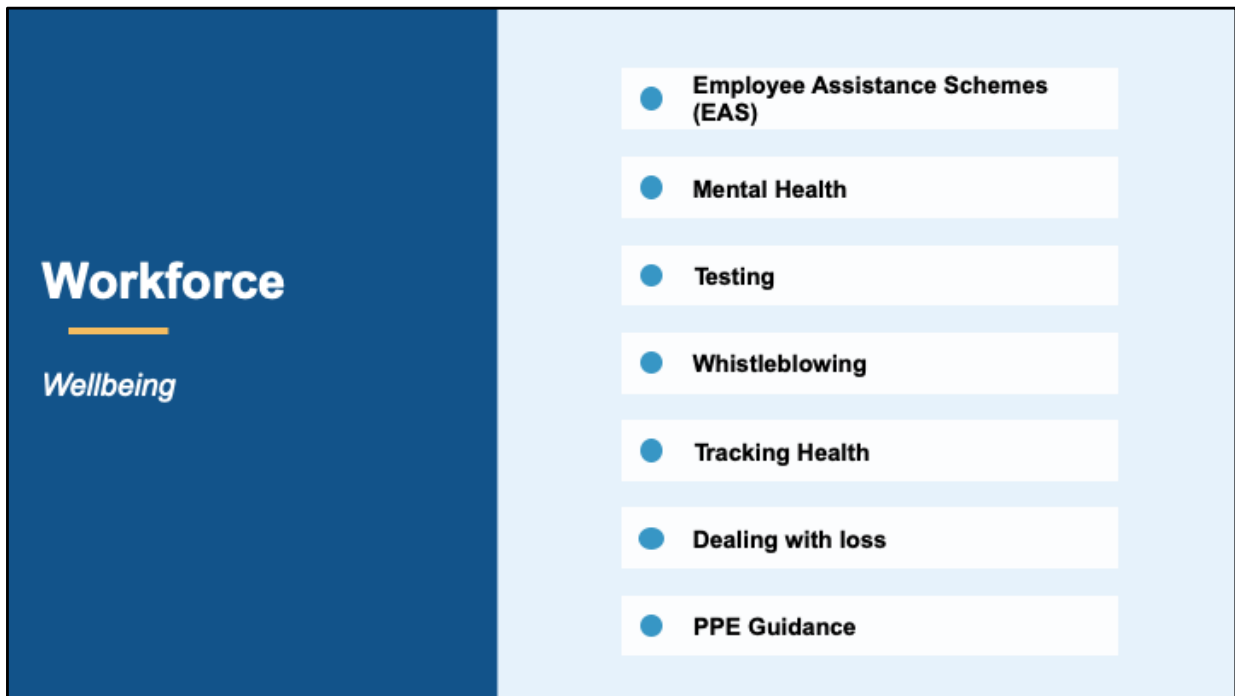 Workforce
Wellbeing
Employee Assistance Schemes
(EAS)
Mental Health
Testing
Whistleblowing
Tracking Health
Dealing with loss
PPE Guidance